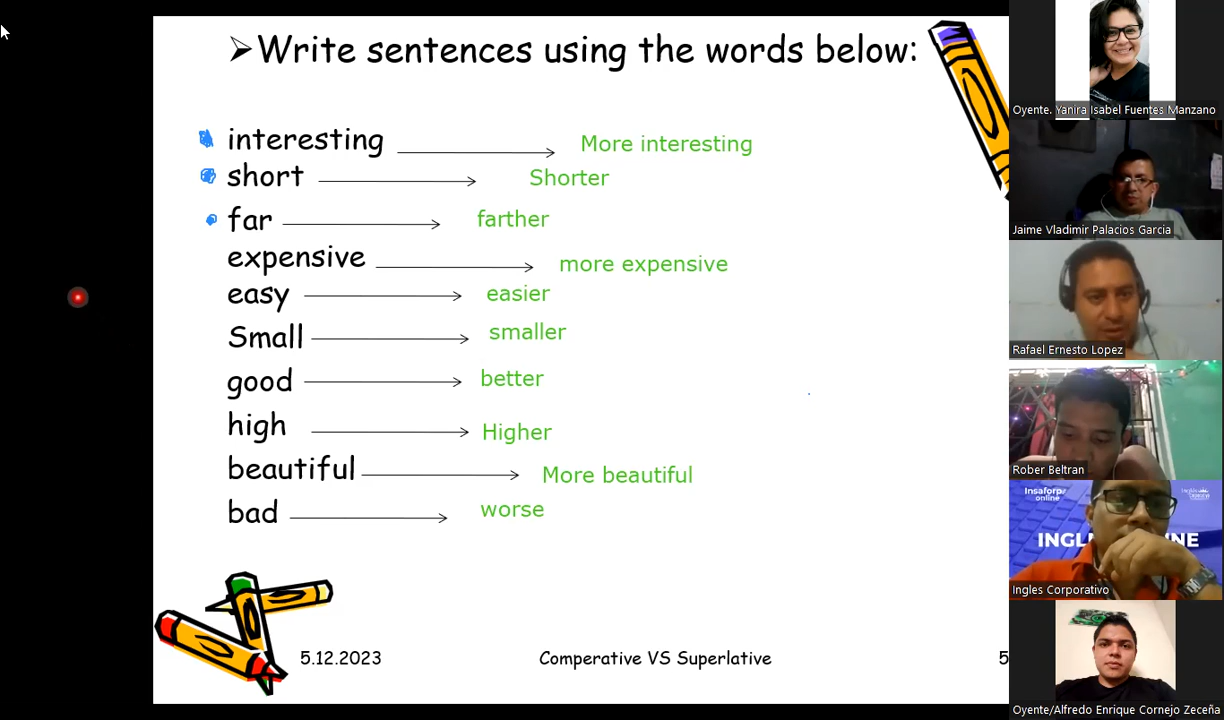 ➢Write sentences using the words below:
interesting More interesting
short Shorter
far farther
expensive more expensive
easy easier
Small smaller
good better
high Higher
beautiful More beautiful
bad worse
5.12.2023 Comperative VS Superlative 5
Oyente. Yanira Isabel Fuentes Manzano
Jaime Vladimir Palacios Garcia
Rafael Ernesto Lopez
Rober Beltran
Insaforp
online
INGL NE
Ingles Corporativo
Oyente/Alfredo Enrique Cornejo Zeceña